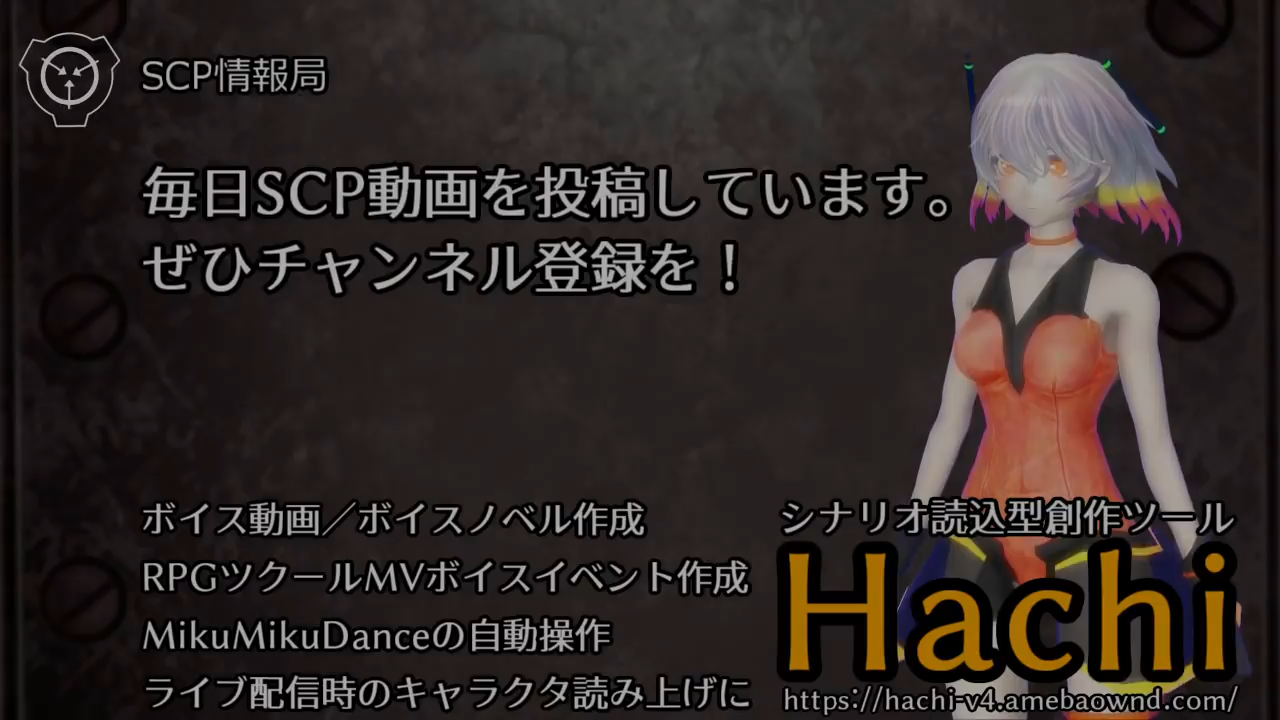 SCP情報局
毎日SCP動画を投稿しています。
ぜひチャンネル登録を！
ボイス動画／ボイスノベル作成
RPGツクールMVボイスイベント作成
MikuMikuDanceの自動操作
ライブ配信時のキャラクタ読み上げに
シナリオ読込型創作ツール
Hachi
https://hachi-v4.amebaownd.com/